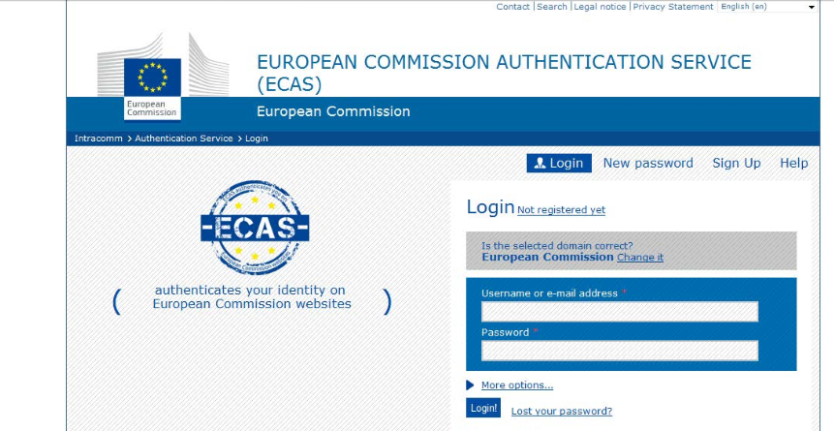 Contact | Search | Legal notice | Privacy Statement English (en)
EUROPEAN COMMISSION AUTHENTICATION SERVICE
(ECAS)
European
Commission
European Commission
Intracomm > Authentication Service > Login
Login New password Sign Up Help
-ECAS-
( authenticates your identity on
European Commission websites )
Login Not registered yet
Is the selected domain correct?
European Commission Change it
Username or e-mail address *
Password *
More options...
Login! Lost your password?